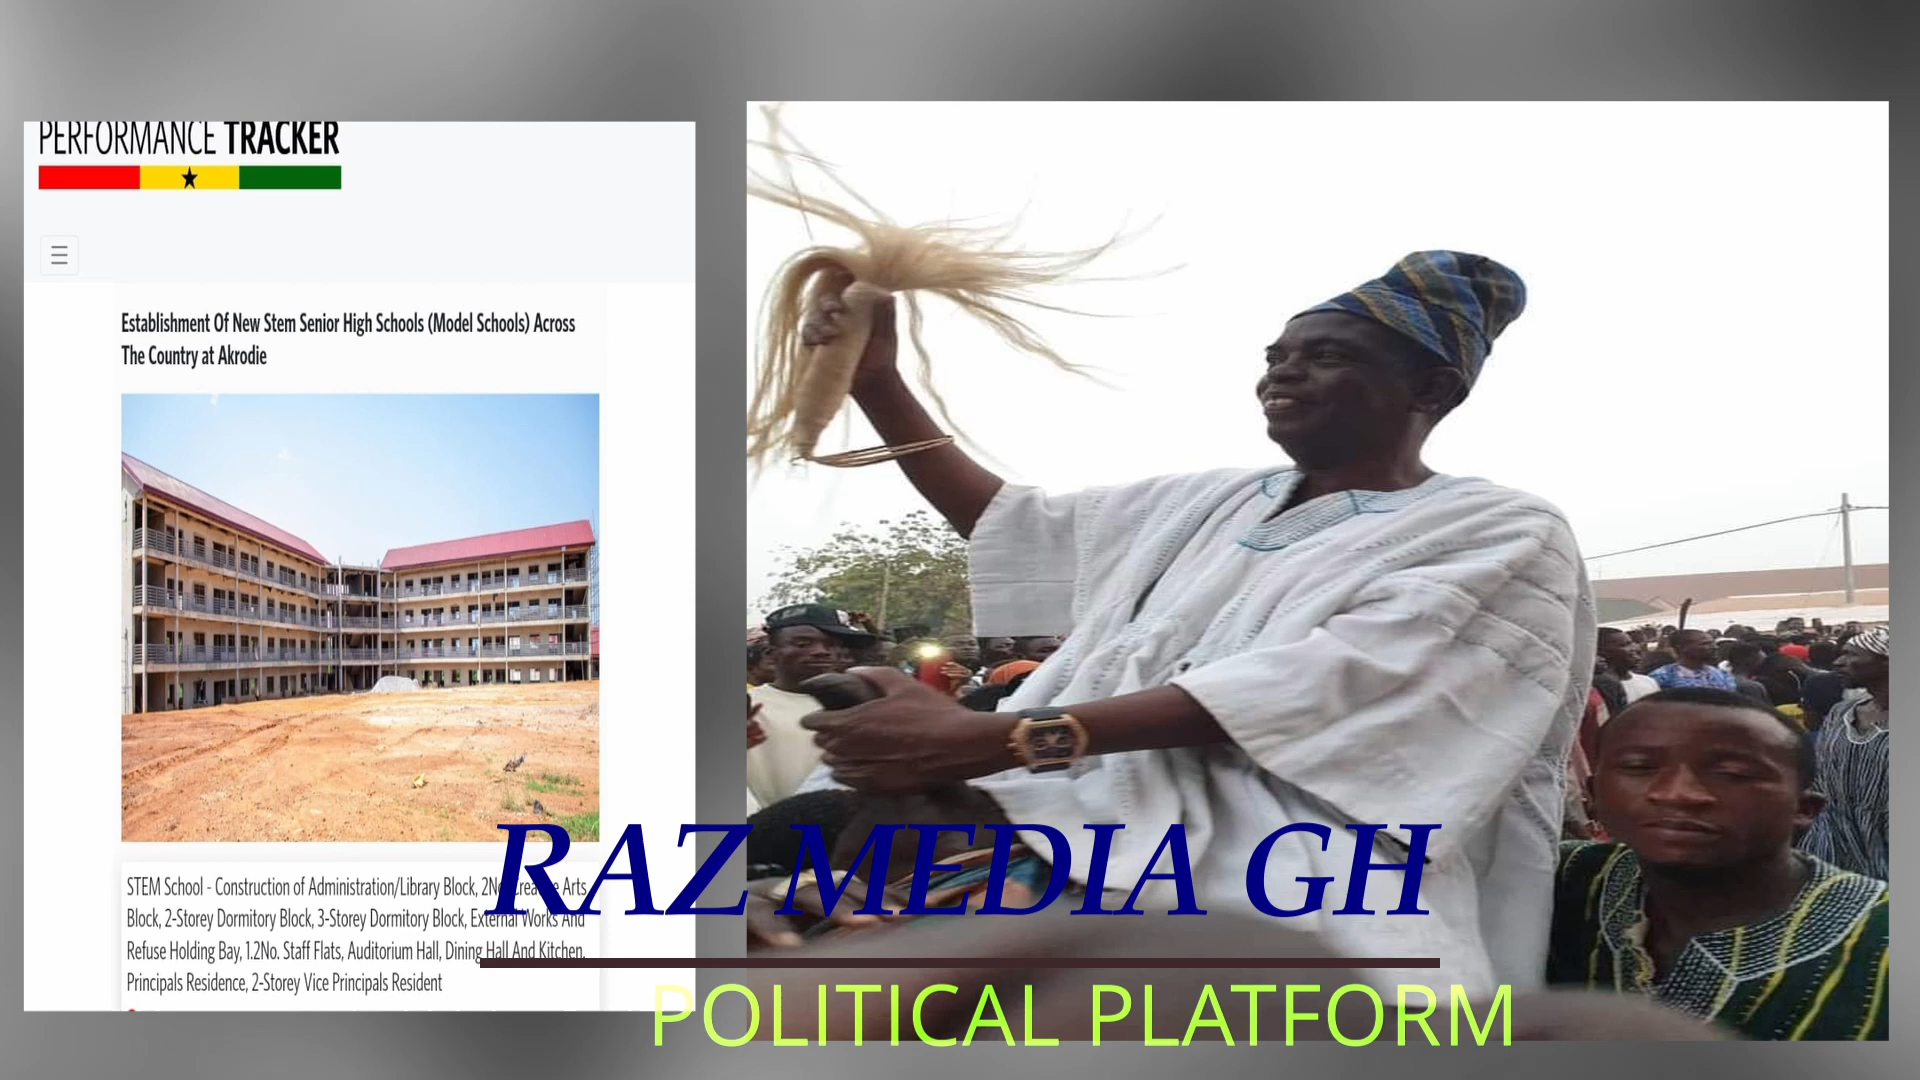 PERFORMANCE TRACKER
Establishment Of New Stem Senior High Schools (Model Schools) Across
The Country at Akrodie
STEM School - Construction of Administration/Library Block, 2No. Creative Arts
Block, 2-Storey Dormitory Block, 3-Storey Dormitory Block, External Works And
Refuse Holding Bay, 1.2No. Staff Flats, Auditorium Hall, Dining Hall And Kitchen,
Principals Residence, 2-Storey Vice Principals Resident
RAZ MEDIA GH
POLITICAL PLATFORM